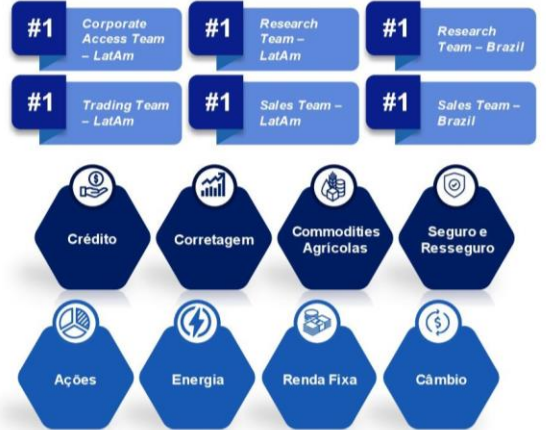 #1
Corporate
Access Team
– LatAm
#1
Research
Team –
LatAm
#1
Research
Team – Brazil
#1
Trading Team
– LatAm
#1
Sales Team –
LatAm
#1
Sales Team –
Brazil
Crédito
Corretagem
Commodities
Agrícolas
Seguro e
Resseguro
Ações
Energia
Renda Fixa
Câmbio